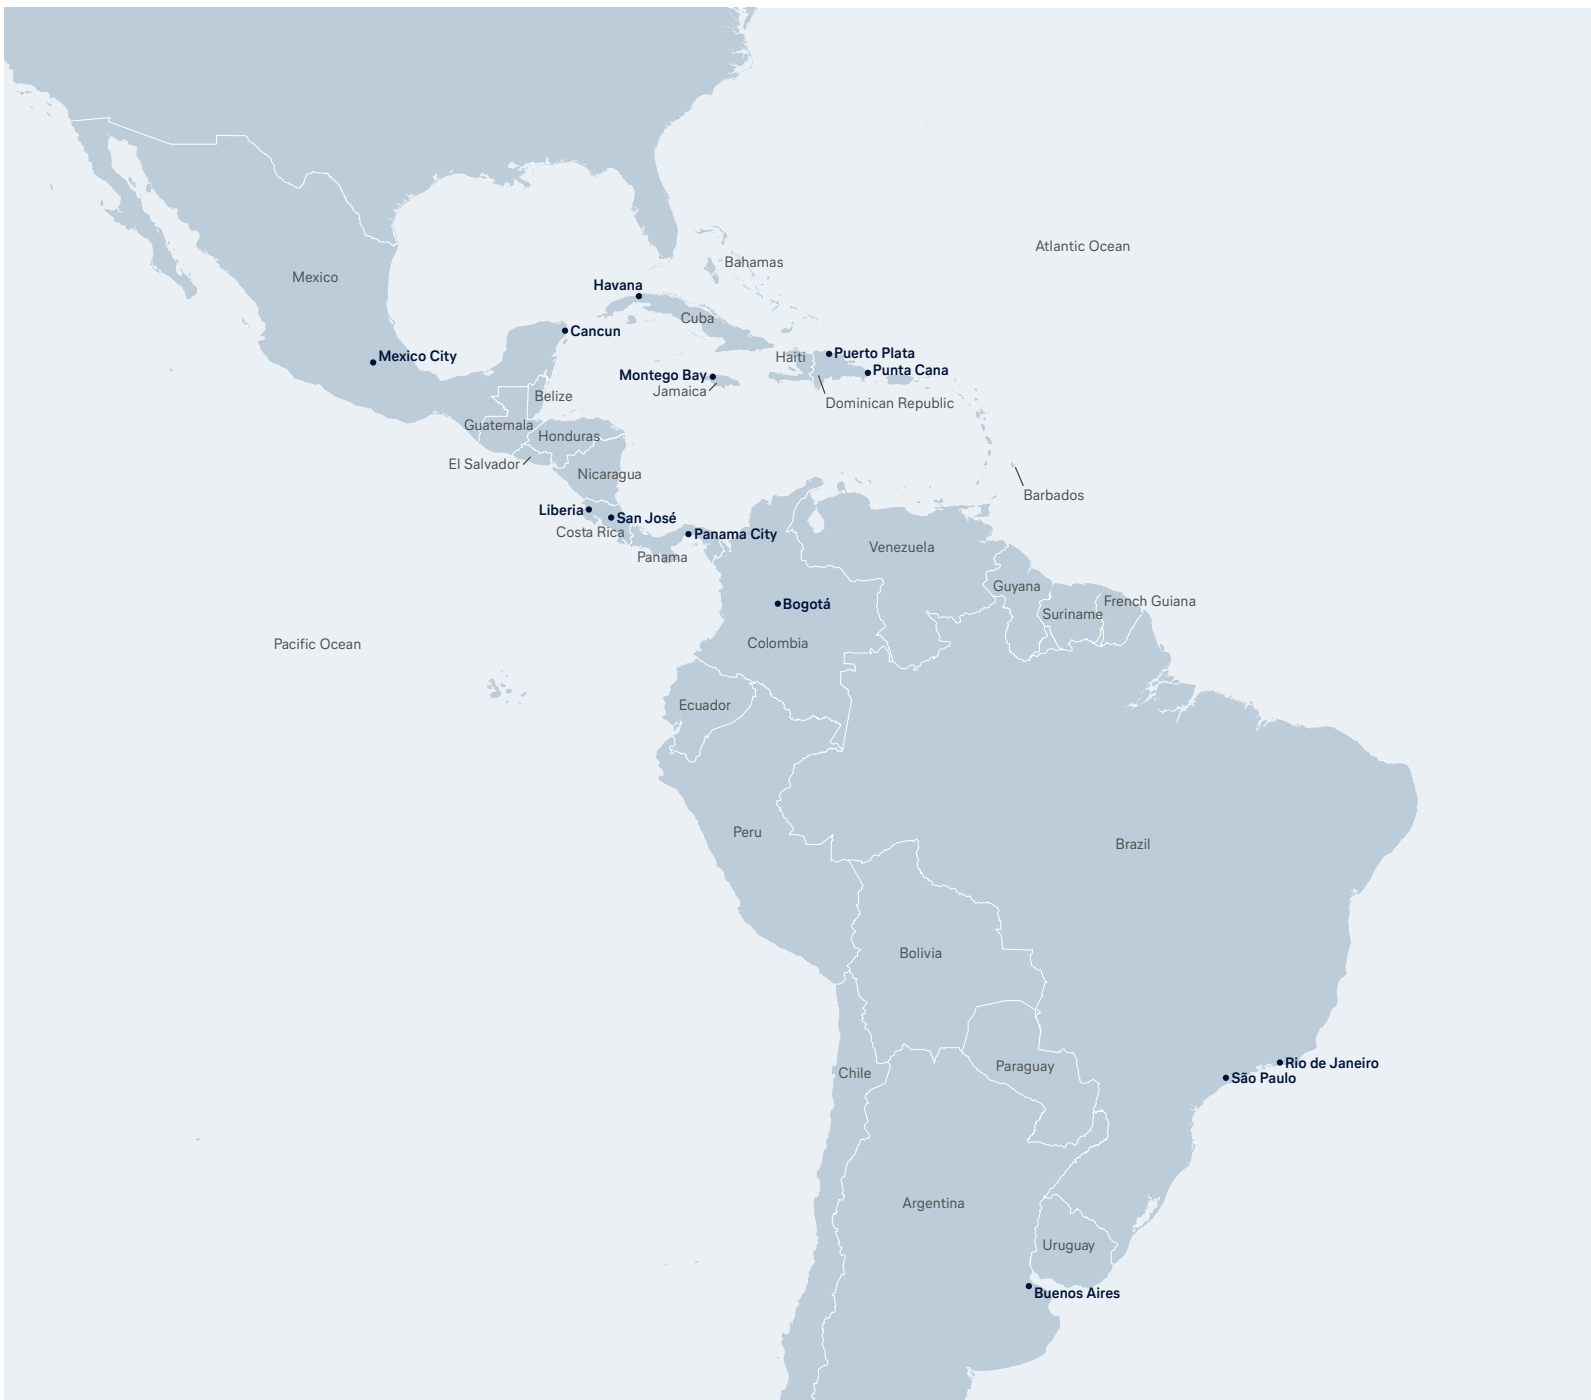 Atlantic Ocean
Bahamas
Mexico
Havana
Cuba
Cancun
Mexico City
Haiti
Puerto Plata
Punta Cana
Montego Bay
Jamaica
Dominican Republic
Belize
Guatemala
Honduras
El Salvador
Nicaragua
Barbados
Liberia
San José
Costa Rica
Panama City
Panama
Venezuela
Guyana
French Guiana
Suriname
Bogotá
Colombia
Pacific Ocean
Ecuador
Peru
Brazil
Bolivia
Rio de Janeiro
São Paulo
Paraguay
Chile
Argentina
Uruguay
Buenos Aires